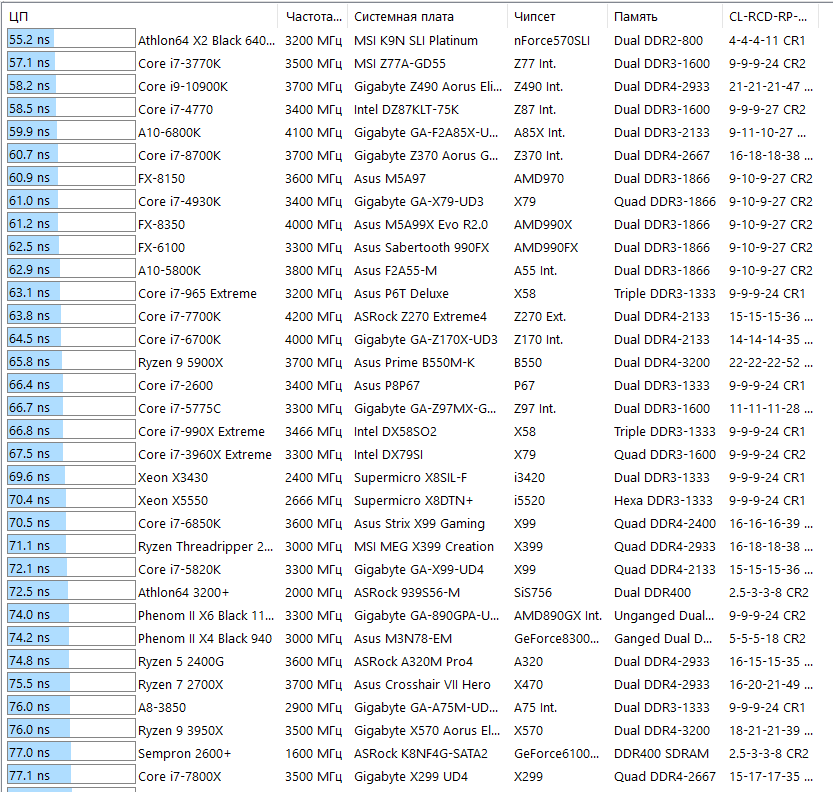 ЦП Частота... Системная плата Чипсет Память CL-RCD-RP-...
55.2 ns Athlon64 X2 Black 640... 3200 МГц MSI K9N SLI Platinum nForce570SLI Dual DDR2-800 4-4-4-11 CR1
57.1 ns Core i7-3770K 3500 МГц MSI Z77A-GD55 Z77 Int. Dual DDR3-1600 9-9-9-24 CR2
58.2 ns Core i9-10900K 3700 МГц Gigabyte Z490 Aorus Eli... Z490 Int. Dual DDR4-2933 21-21-21-47 ...
58.5 ns Core i7-4770 3400 МГц Intel DZ87KLT-75K Z87 Int. Dual DDR3-1600 9-9-9-27 CR2
59.9 ns A10-6800K 4100 МГц Gigabyte GA-F2A85X-U... A85X Int. Dual DDR3-2133 9-11-10-27 ...
60.7 ns Core i7-8700K 3700 МГц Gigabyte Z370 Aorus G... Z370 Int. Dual DDR4-2667 16-18-18-38 ...
60.9 ns FX-8150 3600 МГц Asus M5A97 AMD970 Dual DDR3-1866 9-10-9-27 CR2
61.0 ns Core i7-4930K 3400 МГц Gigabyte GA-X79-UD3 X79 Quad DDR3-1866 9-10-9-27 CR2
61.2 ns FX-8350 4000 МГц Asus M5A99X Evo R2.0 AMD990X Dual DDR3-1866 9-10-9-27 CR2
62.5 ns FX-6100 3300 МГц Asus Sabertooth 990FX AMD990FX Dual DDR3-1866 9-10-9-27 CR2
62.9 ns A10-5800K 3800 МГц Asus F2A55-M A55 Int. Dual DDR3-1866 9-10-9-27 CR2
63.1 ns Core i7-965 Extreme 3200 МГц Asus P6T Deluxe X58 Triple DDR3-1333 9-9-9-24 CR1
63.8 ns Core i7-7700K 4200 МГц ASRock Z270 Extreme4 Z270 Ext. Dual DDR4-2133 15-15-15-36 ...
64.5 ns Core i7-6700K 4000 МГц Gigabyte GA-Z170X-UD3 Z170 Int. Dual DDR4-2133 14-14-14-35 ...
65.8 ns Ryzen 9 5900X 3700 МГц Asus Prime B550M-K B550 Dual DDR4-3200 22-22-22-52 ...
66.4 ns Core i7-2600 3400 МГц Asus P8P67 P67 Dual DDR3-1333 9-9-9-24 CR1
66.7 ns Core i7-5775C 3300 МГц Gigabyte GA-Z97MX-G... Z97 Int. Dual DDR3-1600 11-11-11-28 ...
66.8 ns Core i7-990X Extreme 3466 МГц Intel DX58SO2 X58 Triple DDR3-1333 9-9-9-24 CR1
67.5 ns Core i7-3960X Extreme 3300 МГц Intel DX79SI X79 Quad DDR3-1600 9-9-9-24 CR2
69.6 ns Xeon X3430 2400 МГц Supermicro X8SIL-F i3420 Dual DDR3-1333 9-9-9-24 CR1
70.4 ns Xeon X5550 2666 МГц Supermicro X8DTN+ i5520 Hexa DDR3-1333 9-9-9-24 CR1
70.5 ns Core i7-6850K 3600 МГц Asus Strix X99 Gaming X99 Quad DDR4-2400 16-16-16-39 ...
71.1 ns Ryzen Threadripper 2... 3000 МГц MSI MEG X399 Creation X399 Quad DDR4-2933 16-18-18-38 ...
72.1 ns Core i7-5820K 3300 МГц Gigabyte GA-X99-UD4 X99 Quad DDR4-2133 15-15-15-36 ...
72.5 ns Athlon64 3200+ 2000 МГц ASRock 939S56-M SiS756 Dual DDR400 2.5-3-3-8 CR2
74.0 ns Phenom II X6 Black 11... 3300 МГц Gigabyte GA-890GPA-U... AMD890GX Int. Unganged Dual... 9-9-9-24 CR2
74.2 ns Phenom II X4 Black 940 3000 МГц Asus M3N78-EM GeForce8300... Ganged Dual D... 5-5-5-18 CR2
74.8 ns Ryzen 5 2400G 3600 МГц ASRock A320M Pro4 A320 Dual DDR4-2933 16-15-15-35 ...
75.5 ns Ryzen 7 2700X 3700 МГц Asus Crosshair VII Hero X470 Dual DDR4-2933 16-20-21-49 ...
76.0 ns A8-3850 2900 МГц Gigabyte GA-A75M-UD... A75 Int. Dual DDR3-1333 9-9-9-24 CR1
76.0 ns Ryzen 9 3950X 3500 МГц Gigabyte X570 Aorus El... X570 Dual DDR4-3200 18-21-21-39 ...
77.0 ns Sempron 2600+ 1600 МГц ASRock K8NF4G-SATA2 GeForce6100... DDR400 SDRAM 2.5-3-3-8 CR2
77.1 ns Core i7-7800X 3500 МГц Gigabyte X299 UD4 X299 Quad DDR4-2667 15-17-17-35 ...